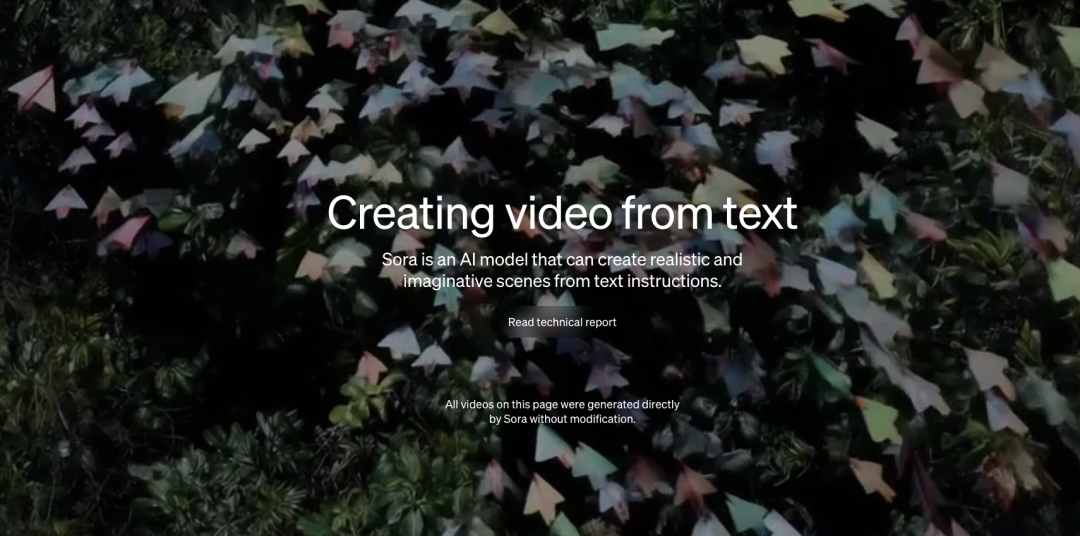 Creating video from text
Sora is an AI model that can create realistic and
imaginative scenes from text instructions.
Read technical report
All videos on this page were generated directly
by Sora without modification.